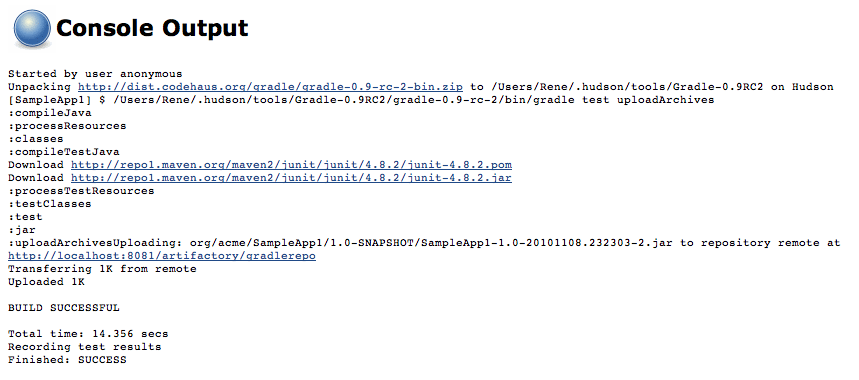 Console Output
Started by user anonymous
Unpacking http://dist.codehaus.org/gradle/gradle-0.9-rc-2-bin.zip to /Users/Rene/.hudson/tools/Gradle-0.9RC2 on Hudson
[SampleApp1] $ /Users/Rene/.hudson/tools/Gradle-0.9RC2/gradle-0.9-rc-2/bin/gradle test uploadArchives
:compileJava
:processResources
:classes
:compileTestJava
Download http://repo1.maven.org/maven2/junit/junit/4.8.2/junit-4.8.2.pom
Download http://repo1.maven.org/maven2/junit/junit/4.8.2/junit-4.8.2.jar
:processTestResources
:testClasses
:test
:jar
:uploadArchivesUploading: org/acme/SampleApp1/1.0-SNAPSHOT/SampleApp1-1.0-20101108.232303-2.jar to repository remote at
http://localhost:8081/artifactory/gradlerepo
Transferring 1K from remote
Uploaded 1K
BUILD SUCCESSFUL
Total time: 14.356 secs
Recording test results
Finished: SUCCESS